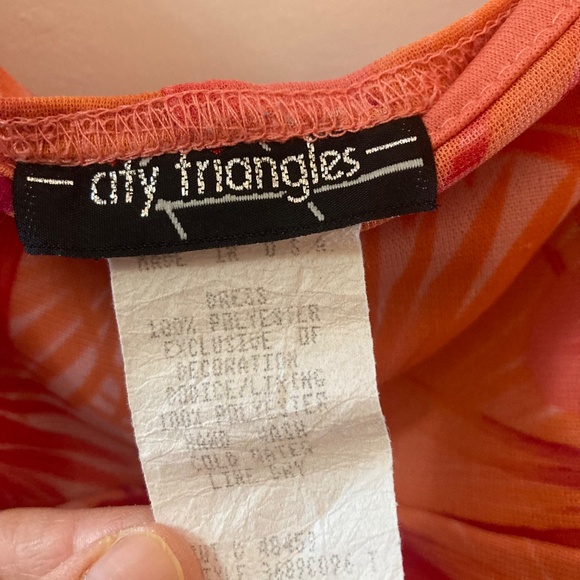 city triangles
MADE IN U S A.
DRESS
100% POLYESTER
EXCLUSIVE OF
DECORATION
BODICE/LINING
100% POLYESTER
HAND WASH
COLD WATER
LINE DRY